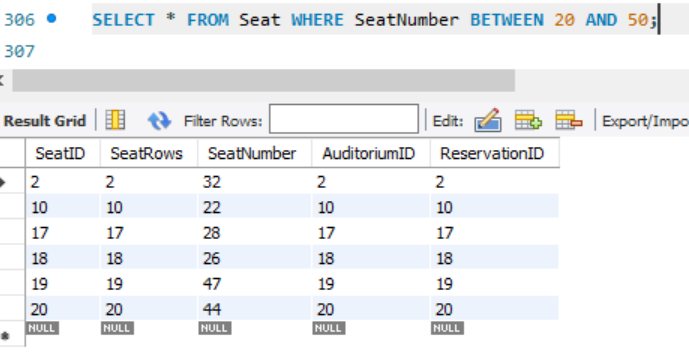 306 SELECT * FROM Seat WHERE SeatNumber BETWEEN 20 AND 50;
307
Result Grid Filter Rows: Edit: Export/Impo
SeatID SeatRows SeatNumber AuditoriumID ReservationID
2 2 32 2 2
10 10 22 10 10
17 17 28 17 17
18 18 26 18 18
19 19 47 19 19
20 20 44 20 20
NULL NULL NULL NULL NULL